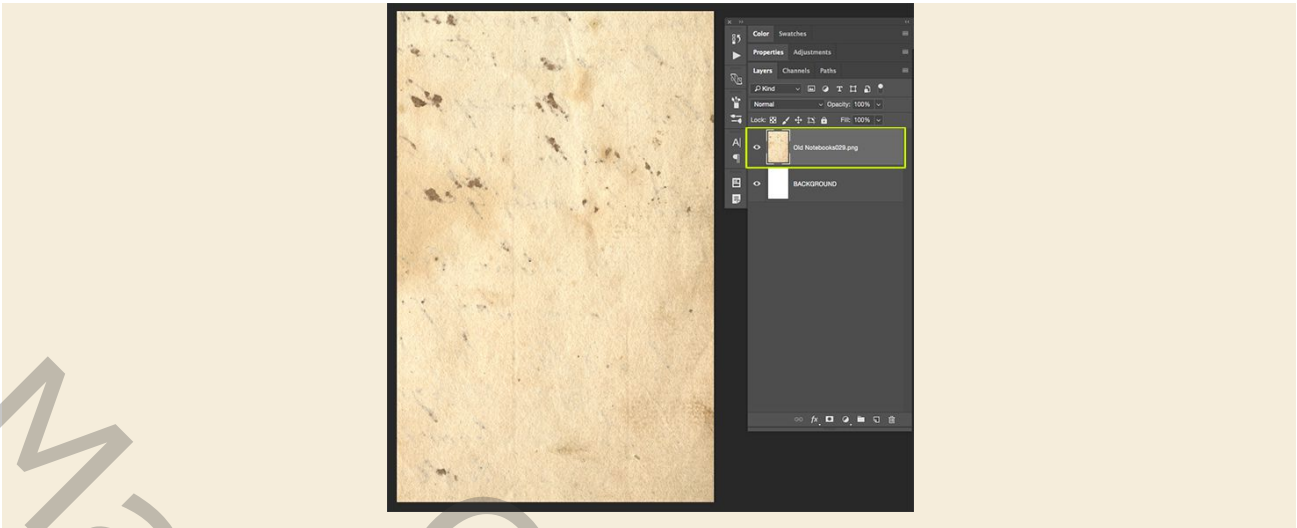 Color Swatches
Properties Adjustments
Layers Channels Paths
Kind
Normal Opacity: 100%
Lock: Fill: 100%
Old Notebooks029.png
BACKGROUND